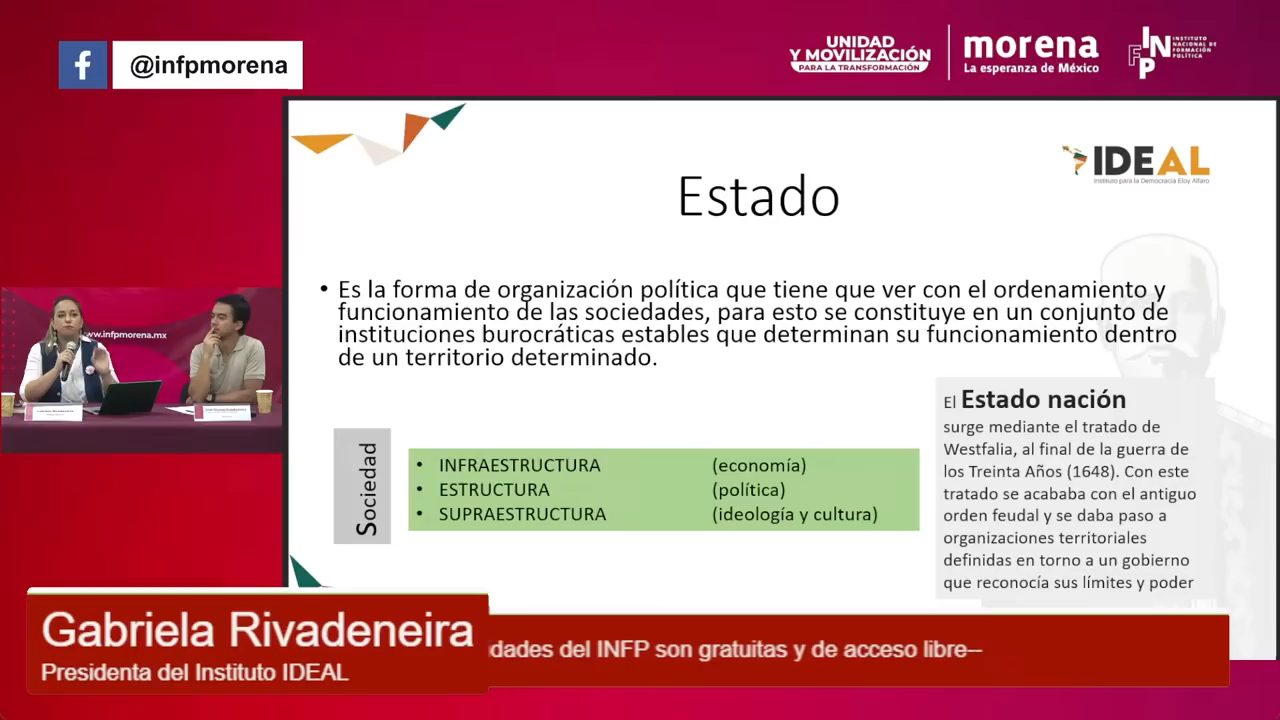 @infpmorena
UNIDAD
Y MOVILIZACIÓN
PARA LA TRANSFORMACIÓN
morena
La esperanza de México
INFP
INSTITUTO
NACIONAL DE
FORMACIÓN
POLÍTICA
IDEAL
Instituto para la Democracia Eloy Alfaro
Estado
• Es la forma de organización política que tiene que ver con el ordenamiento y
funcionamiento de las sociedades, para esto se constituye en un conjunto de
instituciones burocráticas estables que determinan su funcionamiento dentro
de un territorio determinado.
www.infpmorena.mx
El Estado nación
surge mediante el tratado de
Westfalia, al final de la guerra de
los Treinta Años (1648). Con este
tratado se acababa con el antiguo
orden feudal y se daba paso a
organizaciones territoriales
definidas en torno a un gobierno
que reconocía sus límites y poder
Sociedad
• INFRAESTRUCTURA (economía)
• ESTRUCTURA (política)
• SUPRAESTRUCTURA (ideología y cultura)
Gabriela Rivadeneira
Presidenta del Instituto IDEAL
idades del INFP son gratuitas y de acceso libre--